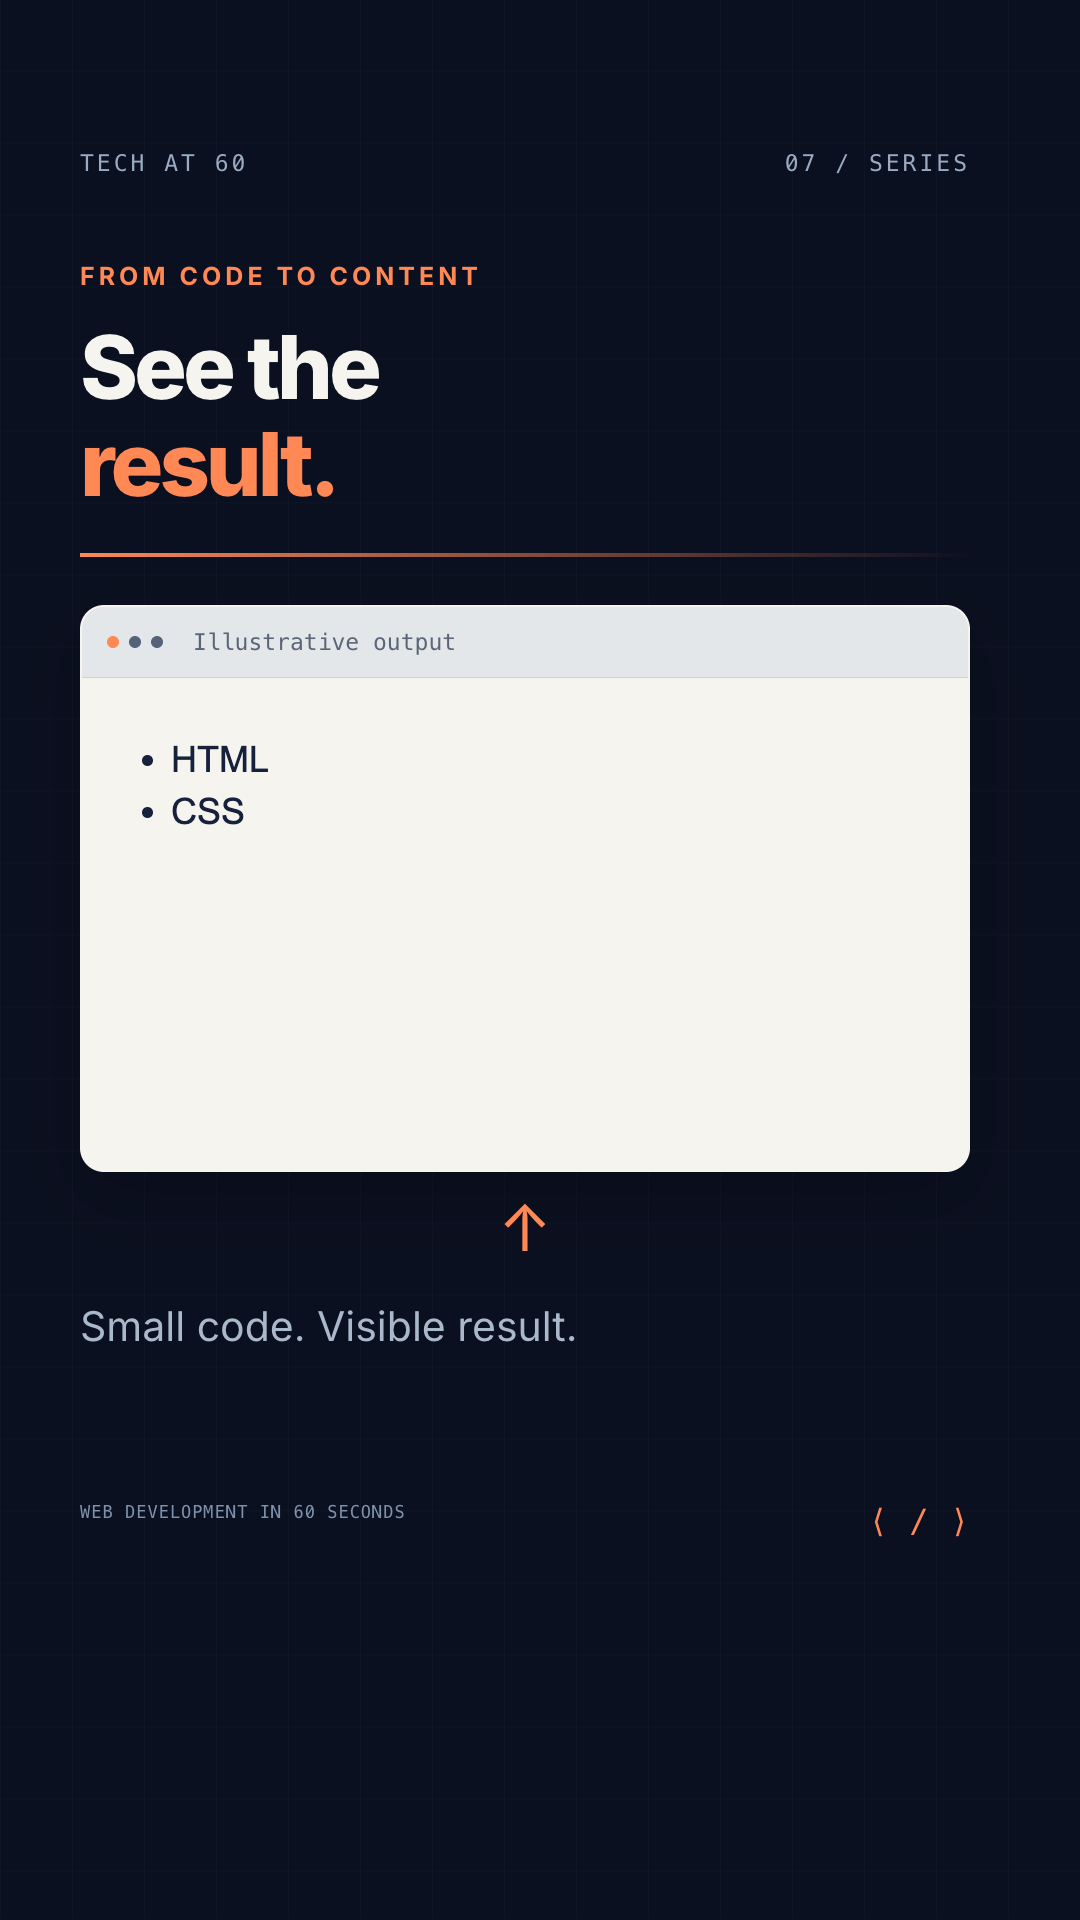 TECH AT 60
07 / SERIES
FROM CODE TO CONTENT
See the
result.
Illustrative output
• HTML
• CSS
↑
Small code. Visible result.
WEB DEVELOPMENT IN 60 SECONDS
⟨ / ⟩